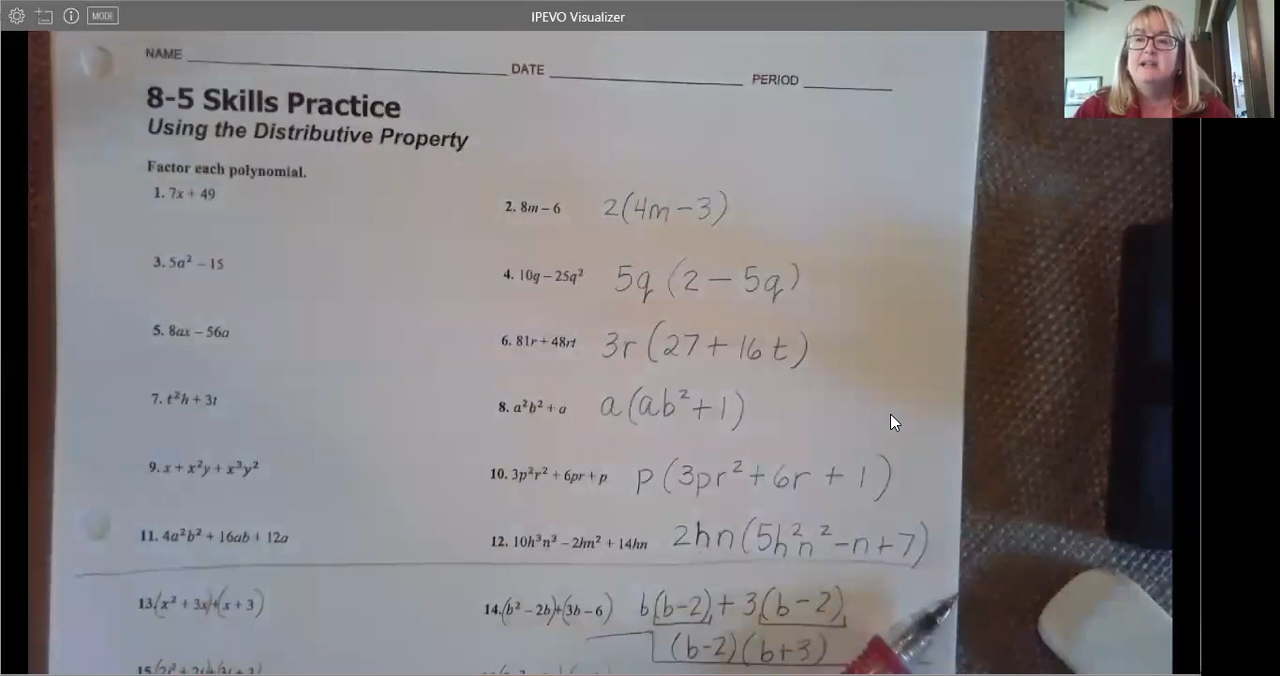 MODE
IPEVO Visualizer
NAME DATE PERIOD
8-5 Skills Practice
Using the Distributive Property
Factor each polynomial.
1. 7x + 49
2. 8m – 6 2(4m – 3)
3. 5a² – 15
4. 10q – 25q² 5q (2 – 5q)
5. 8ax – 56a
6. 81r + 48rt 3r (27 + 16t)
7. t²h + 3t
8. a²b² + a a(ab² + 1)
9. x + x²y + x³y²
10. 3p²r² + 6pr + p p(3pr² + 6r + 1)
11. 4a²b² + 16ab + 12a
12. 10h³n³ – 2hn² + 14hn 2hn(5h²n² – n + 7)
13.(x² + 3x)+(x + 3)
14.(b² – 2b)+(3b – 6) b(b-2) + 3(b-2)
(b-2)(b+3)